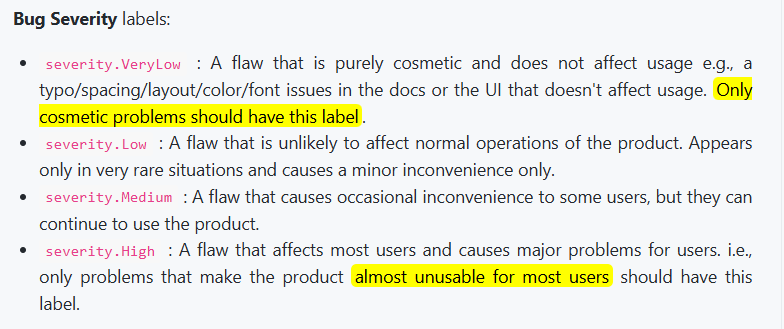 Bug Severity labels:
severity.VeryLow : A flaw that is purely cosmetic and does not affect usage e.g., a
typo/spacing/layout/color/font issues in the docs or the UI that doesn't affect usage. Only
cosmetic problems should have this label.
severity.Low : A flaw that is unlikely to affect normal operations of the product. Appears
only in very rare situations and causes a minor inconvenience only.
severity.Medium : A flaw that causes occasional inconvenience to some users, but they can
continue to use the product.
severity.High : A flaw that affects most users and causes major problems for users. i.e.,
only problems that make the product almost unusable for most users should have this
label.